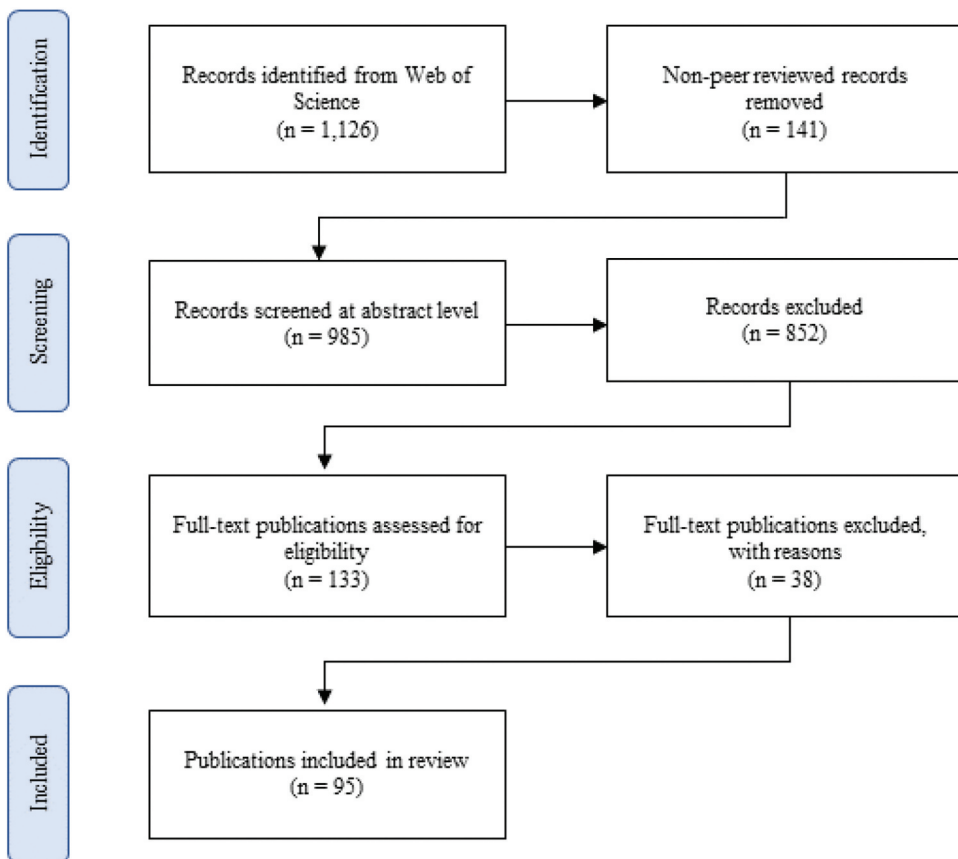 Identification
Records identified from Web of
Science
(n = 1,126)
Non-peer reviewed records
removed
(n = 141)
Screening
Records screened at abstract level
(n = 985)
Records excluded
(n = 852)
Eligibility
Full-text publications assessed for
eligibility
(n = 133)
Full-text publications excluded,
with reasons
(n = 38)
Included
Publications included in review
(n = 95)